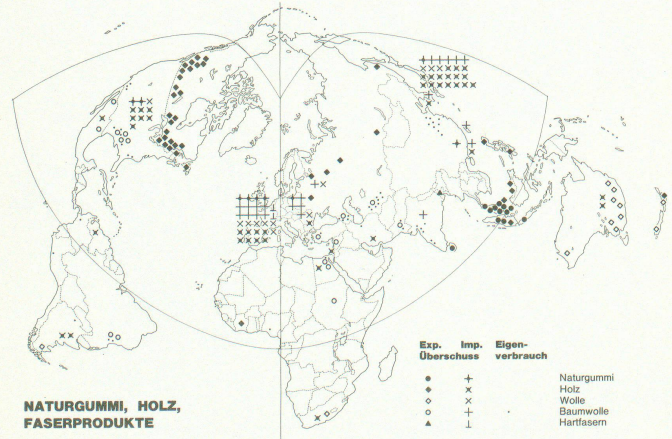 Exp. Imp. Eigen-
Überschuss verbrauch
Naturgummi
Holz
Wolle
Baumwolle
Hartfasern
NATURGUMMI, HOLZ,
FASERPRODUKTE